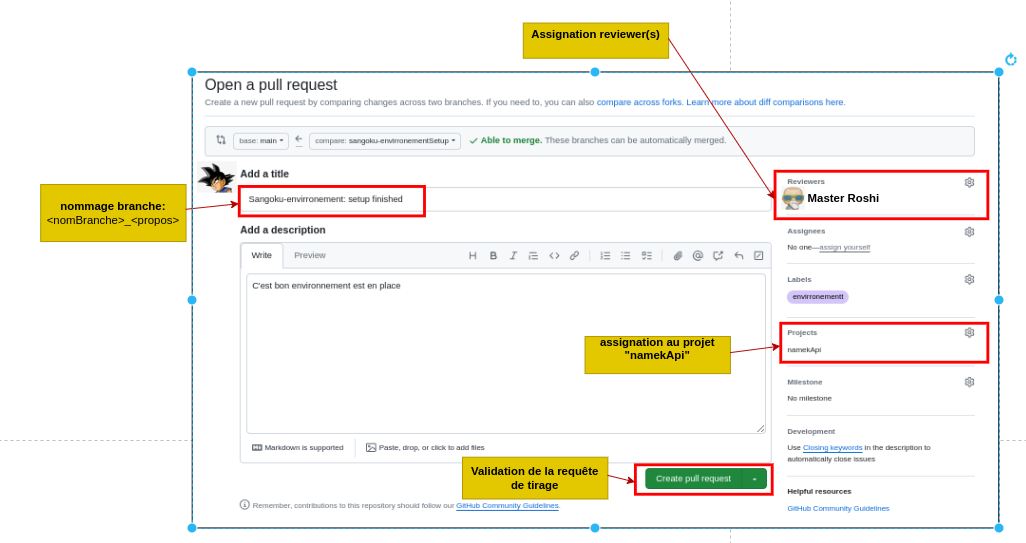 Assignation reviewer(s)
Open a pull request
Create a new pull request by comparing changes across two branches. If you need to, you can also compare across forks. Learn more about diff comparisons here.
base: main
compare: sangoku-envirronementSetup
Able to merge. These branches can be automatically merged.
Add a title
Sangoku-envirronement: setup finished
nommage branche:
<nomBranche>_<propos>
Add a description
Write
Preview
C'est bon environnement est en place
Markdown is supported
Paste, drop, or click to add files
Validation de la requête
de tirage
Create pull request
Remember, contributions to this repository should follow our GitHub Community Guidelines.
Reviewers
Master Roshi
Assignees
No one—assign yourself
Labels
envirronementt
assignation au projet
"namekApi"
Projects
namekApi
Milestone
No milestone
Development
Use Closing keywords in the description to
automatically close issues
Helpful resources
GitHub Community Guidelines